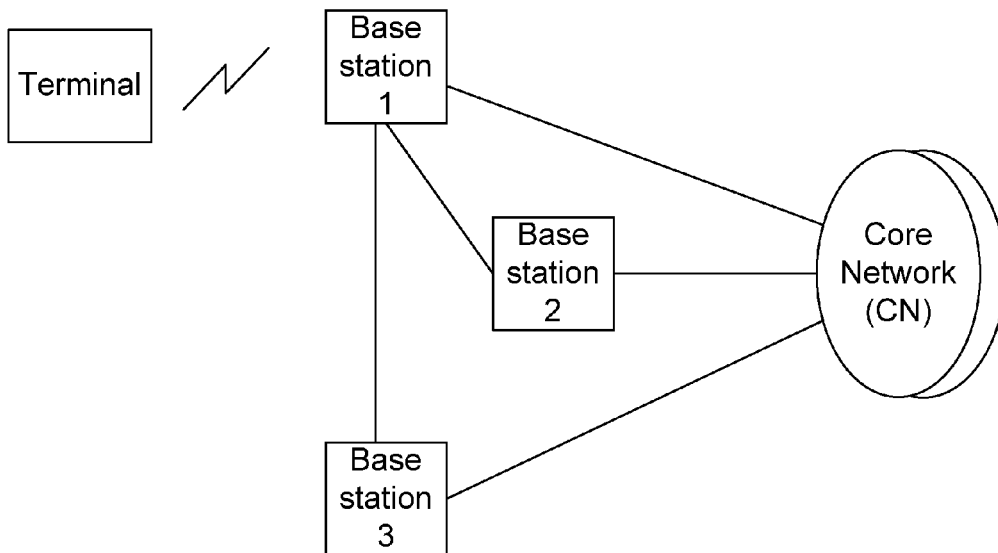 Terminal
Base
station
1
Base
station
2
Core
Network
(CN)
Base
station
3